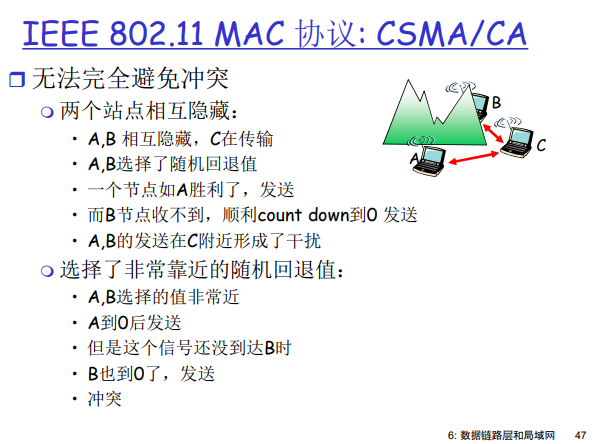 IEEE 802.11 MAC 协议: CSMA/CA
无法完全避免冲突
两个站点相互隐藏：
• A,B 相互隐藏，C在传输
• A,B选择了随机回退值
• 一个节点如A胜利了，发送
• 而B节点收不到，顺利count down到0 发送
• A,B的发送在C附近形成了干扰
选择了非常靠近的随机回退值：
• A,B选择的值非常近
• A到0后发送
• 但是这个信号还没到达B时
• B也到0了，发送
• 冲突
B
C
A
6: 数据链路层和局域网 47